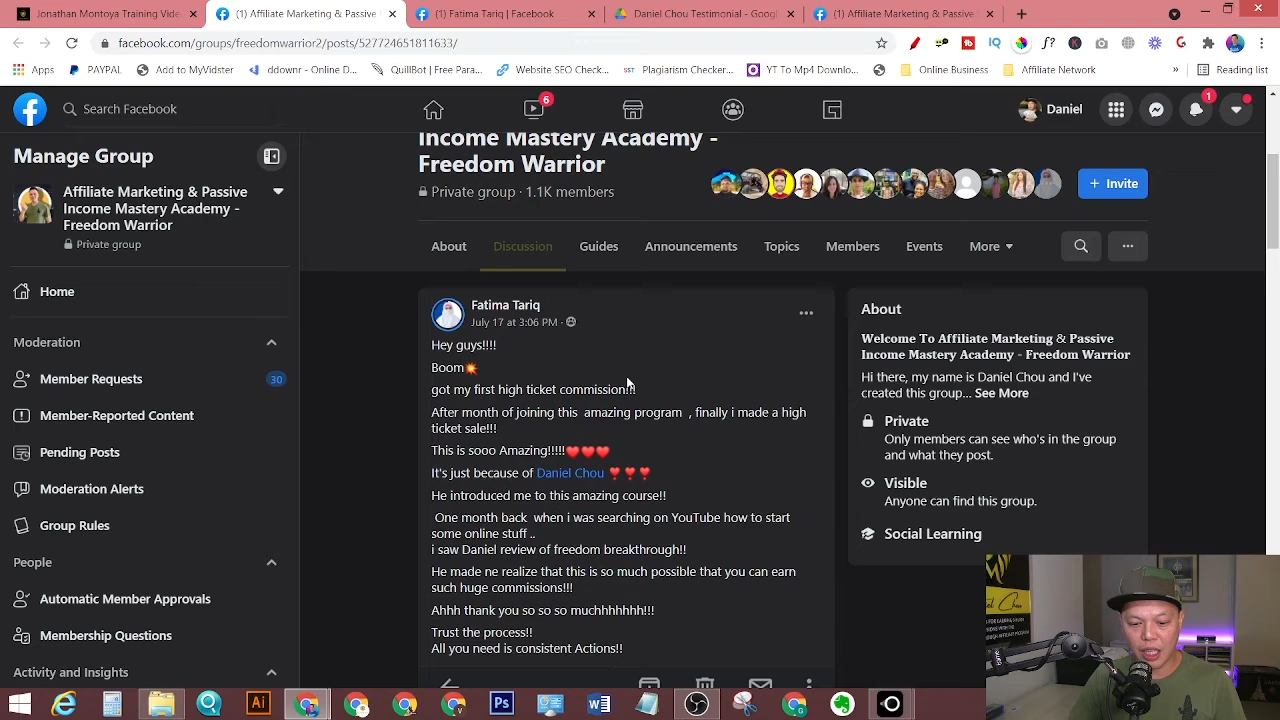 Jonathan Montoya Training Vide
(1) Affiliate Marketing & Passive
(1) Fatima Tariq | Facebook
Daniel Chou Testimonial - Googl
(1) Affiliate Marketing & Passive
facebook.com/groups/freedomwarrior2/posts/527724651811633
Apps
PAYPAL
Add to MyVidster
ddownr - Online D...
QuillBot | Free Para...
Website SEO Check...
SST
Plagiarism Checker...
YT To Mp4 Downlo...
Online Business
Affiliate Network
»
Reading list
Search Facebook
6
Daniel
1
Manage Group
Affiliate Marketing & Passive
Income Mastery Academy -
Freedom Warrior
Private group
Home
Moderation
Member Requests
30
Member-Reported Content
Pending Posts
Moderation Alerts
Group Rules
People
Automatic Member Approvals
Membership Questions
Activity and Insights
Income Mastery Academy -
Freedom Warrior
Private group · 1.1K members
+ Invite
About
Discussion
Guides
Announcements
Topics
Members
Events
More
Fatima Tariq
July 17 at 3:06 PM ·
Hey guys!!!!
Boom💥
got my first high ticket commission!!!
After month of joining this amazing program , finally i made a high
ticket sale!!!
This is sooo Amazing!!!!!❤️❤️❤️
It's just because of Daniel Chou ❣️❣️❣️
He introduced me to this amazing course!!
One month back when i was searching on YouTube how to start
some online stuff ..
i saw Daniel review of freedom breakthrough!!
He made ne realize that this is so much possible that you can earn
such huge commissions!!!
Ahhh thank you so so so muchhhhhhh!!!
Trust the process!!
All you need is consistent Actions!!
About
Welcome To Affiliate Marketing & Passive
Income Mastery Academy - Freedom Warrior
Hi there, my name is Daniel Chou and I've
created this group... See More
Private
Only members can see who's in the group
and what they post.
Visible
Anyone can find this group.
Social Learning
Ai
Ps